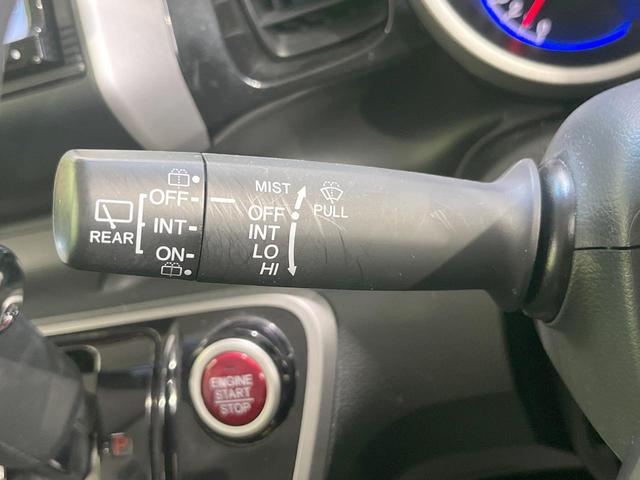 REAR
OFF
INT
ON
MIST
OFF
INT
LO
HI
PULL
ENGINE
START
STOP
P